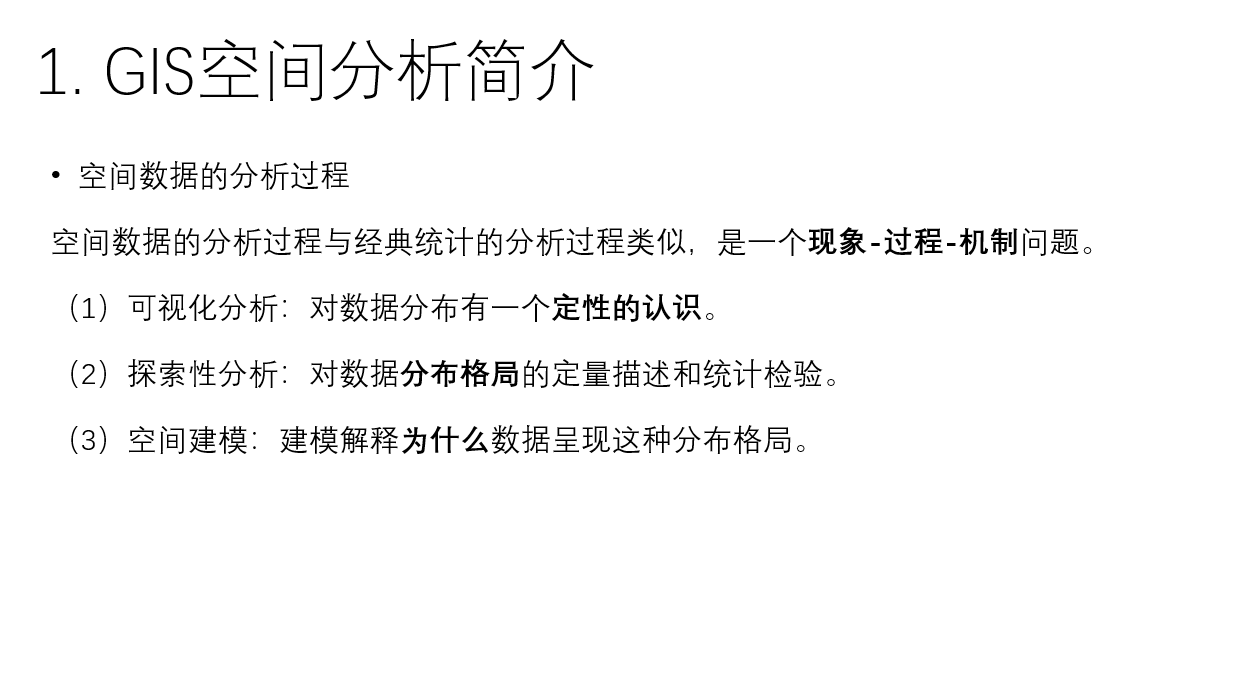 1. GIS空间分析简介
• 空间数据的分析过程
空间数据的分析过程与经典统计的分析过程类似，是一个现象-过程-机制问题。
（1）可视化分析：对数据分布有一个定性的认识。
（2）探索性分析：对数据分布格局的定量描述和统计检验。
（3）空间建模：建模解释为什么数据呈现这种分布格局。